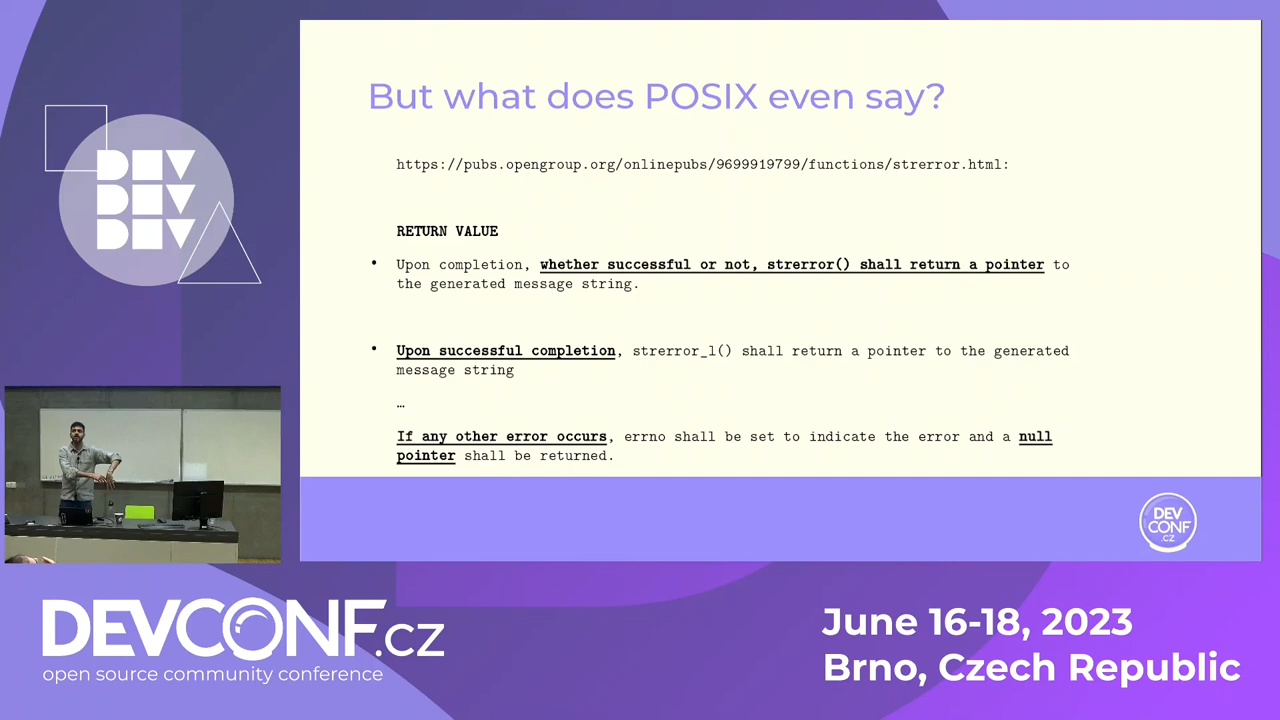 But what does POSIX even say?
https://pubs.opengroup.org/onlinepubs/9699919799/functions/strerror.html:
RETURN VALUE
• Upon completion, whether successful or not, strerror() shall return a pointer to
the generated message string.
• Upon successful completion, strerror_l() shall return a pointer to the generated
message string
…
If any other error occurs, errno shall be set to indicate the error and a null
pointer shall be returned.
DEV
DEV
DEV
DEV
CONF
.CZ
DEVCONF.cz
open source community conference
June 16-18, 2023
Brno, Czech Republic